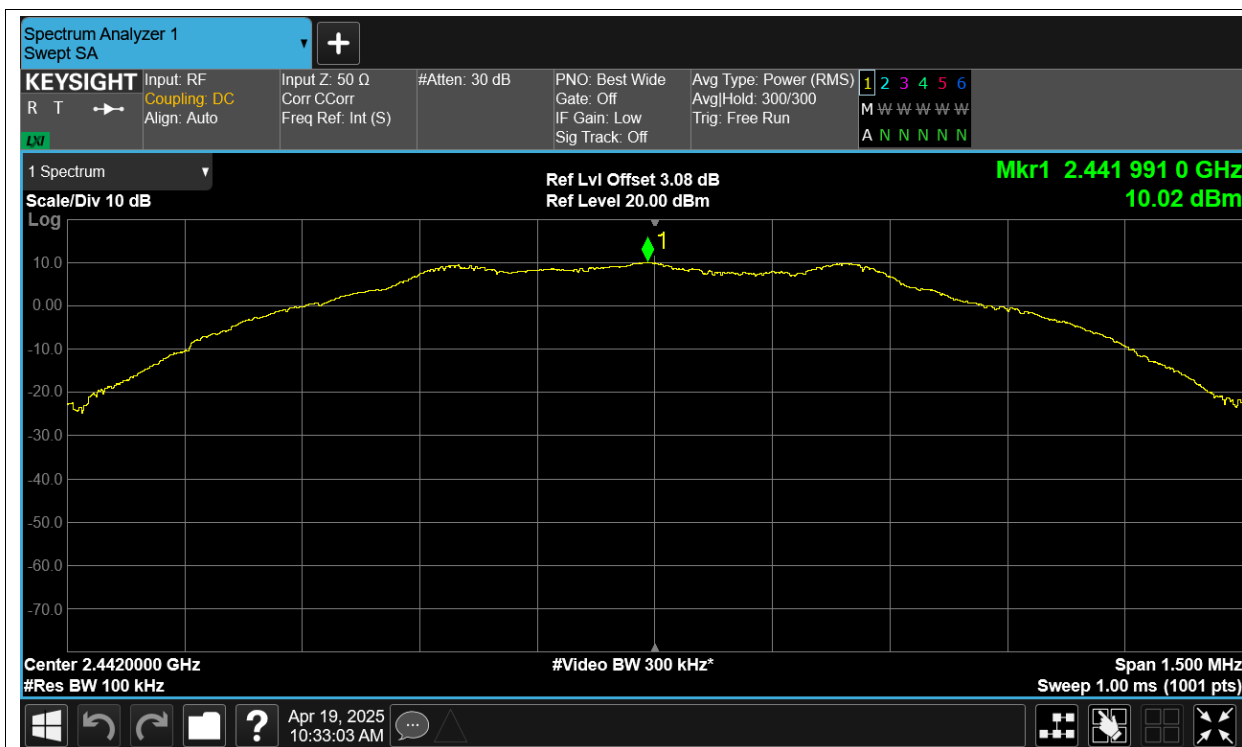 Spectrum Analyzer 1
Swept SA
KEYSIGHT
R T
LXI
Input: RF
Coupling: DC
Align: Auto
Input Z: 50 Ω
Corr CCorr
Freq Ref: Int (S)
#Atten: 30 dB
PNO: Best Wide
Gate: Off
IF Gain: Low
Sig Track: Off
Avg Type: Power (RMS)
Avg|Hold: 300/300
Trig: Free Run
1 2 3 4 5 6
M W W W W W
A N N N N N
1 Spectrum
Scale/Div 10 dB
Log
Ref Lvl Offset 3.08 dB
Ref Level 20.00 dBm
Mkr1 2.441 991 0 GHz
10.02 dBm
1
10.0
0.00
-10.0
-20.0
-30.0
-40.0
-50.0
-60.0
-70.0
Center 2.4420000 GHz
#Res BW 100 kHz
#Video BW 300 kHz*
Span 1.500 MHz
Sweep 1.00 ms (1001 pts)
?
Apr 19, 2025
10:33:03 AM